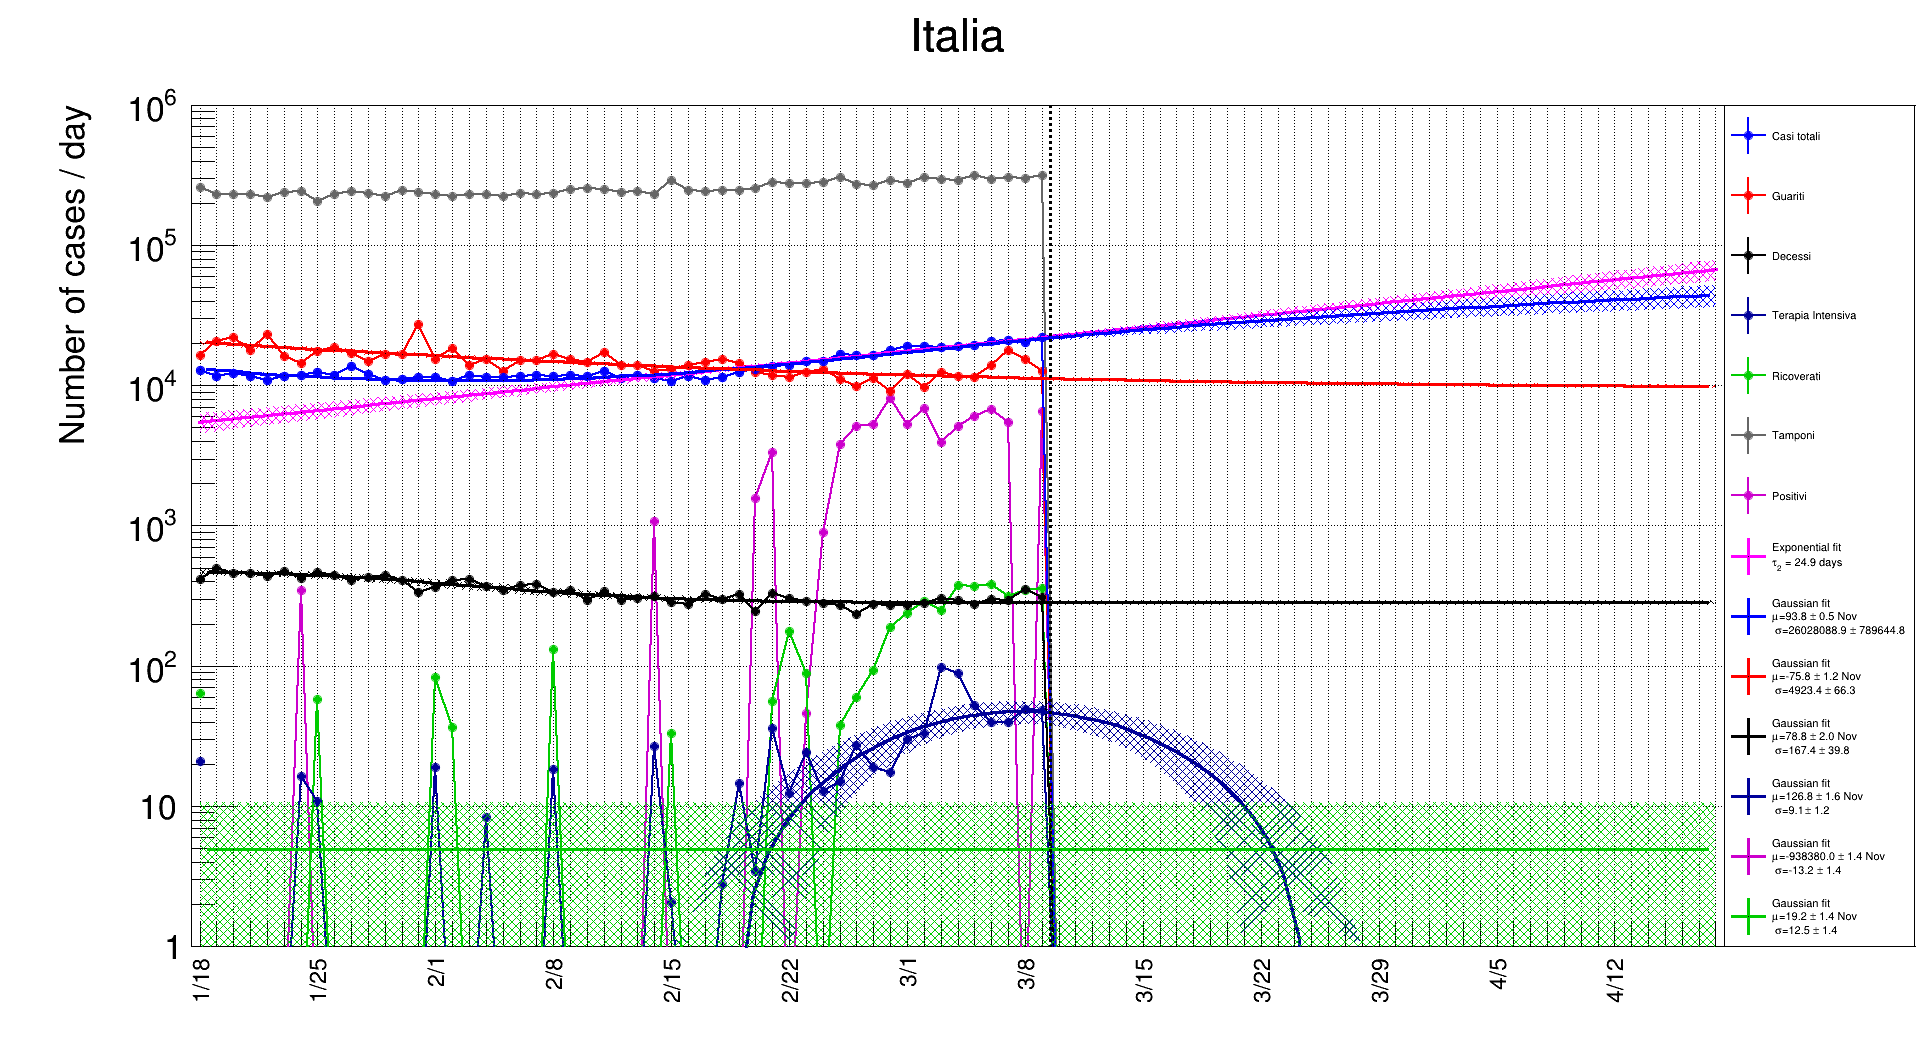 Italia
Number of cases / day
10^6
10^5
10^4
10^3
10^2
10
1
1/18
1/25
2/1
2/8
2/15
2/22
3/1
3/8
3/15
3/22
3/29
4/5
4/12
Casi totali
Guariti
Decessi
Terapia Intensiva
Ricoverati
Tamponi
Positivi
Exponential fit
τ_2 = 24.9 days
Gaussian fit
μ=93.8 ± 0.5 Nov
σ=26028088.9 ± 789644.8
Gaussian fit
μ=-75.8 ± 1.2 Nov
σ=4923.4 ± 66.3
Gaussian fit
μ=78.8 ± 2.0 Nov
σ=167.4 ± 39.8
Gaussian fit
μ=126.8 ± 1.6 Nov
σ=9.1 ± 1.2
Gaussian fit
μ=-938380.0 ± 1.4 Nov
σ=-13.2 ± 1.4
Gaussian fit
μ=19.2 ± 1.4 Nov
σ=12.5 ± 1.4